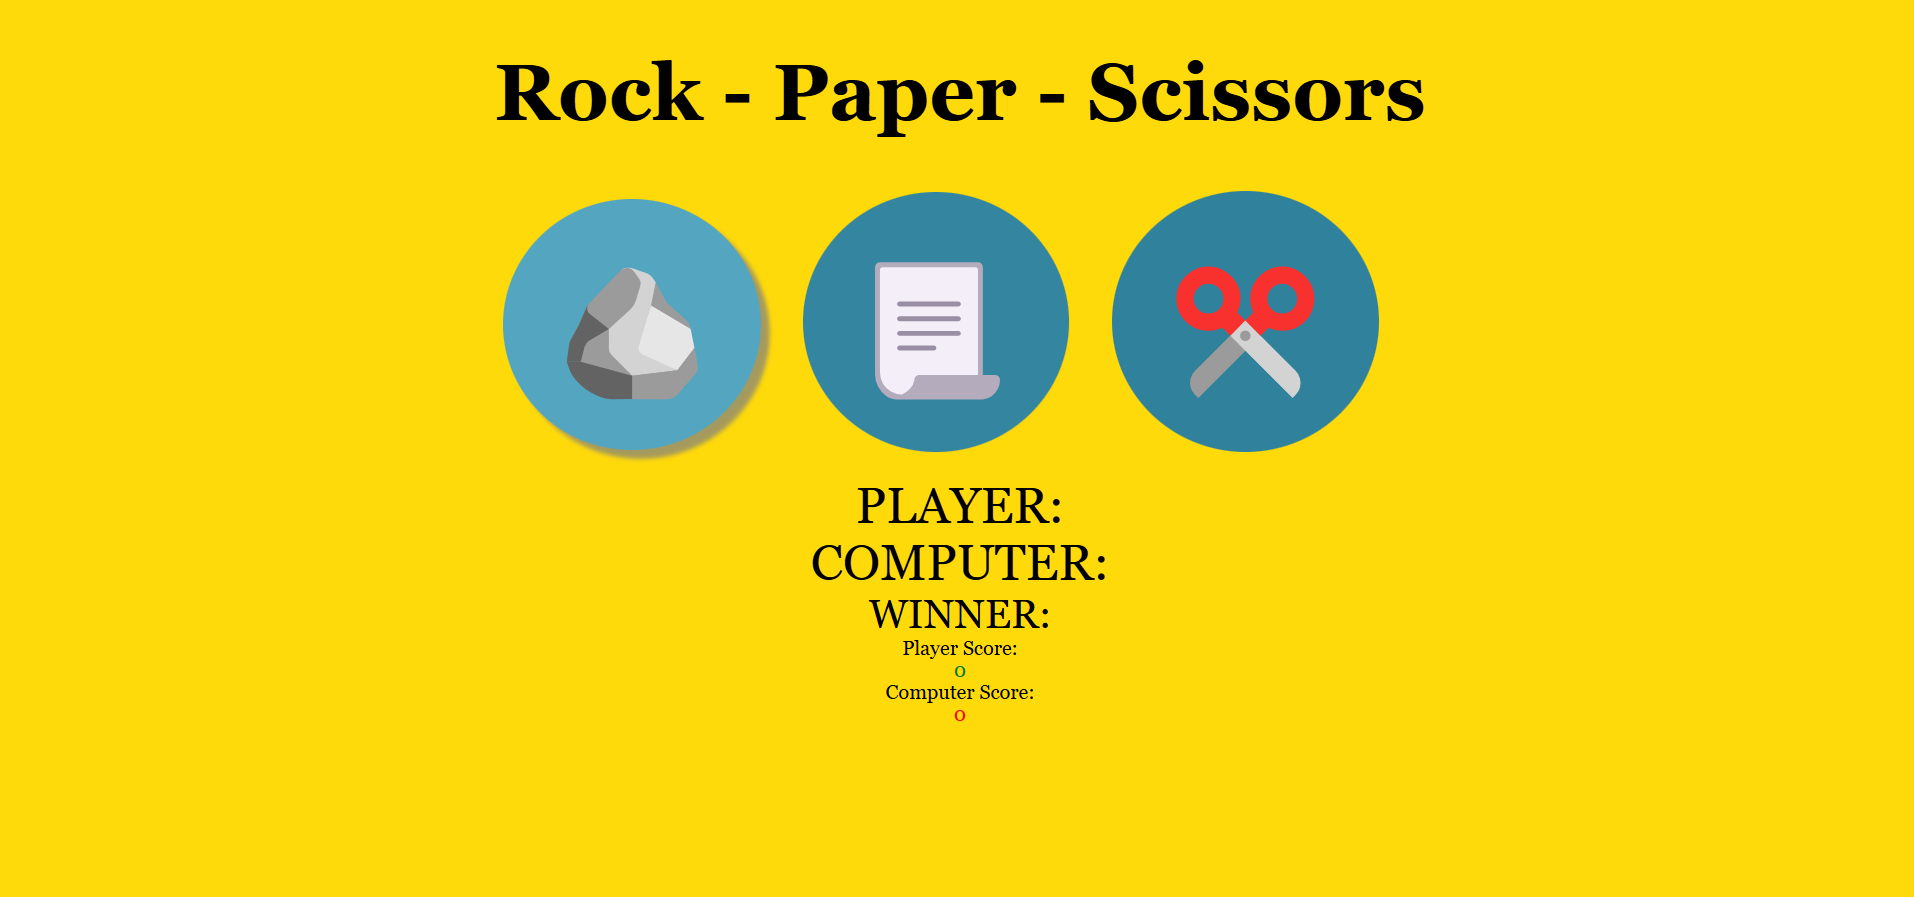 Rock - Paper - Scissors
PLAYER:
COMPUTER:
WINNER:
Player Score:
0
Computer Score:
0